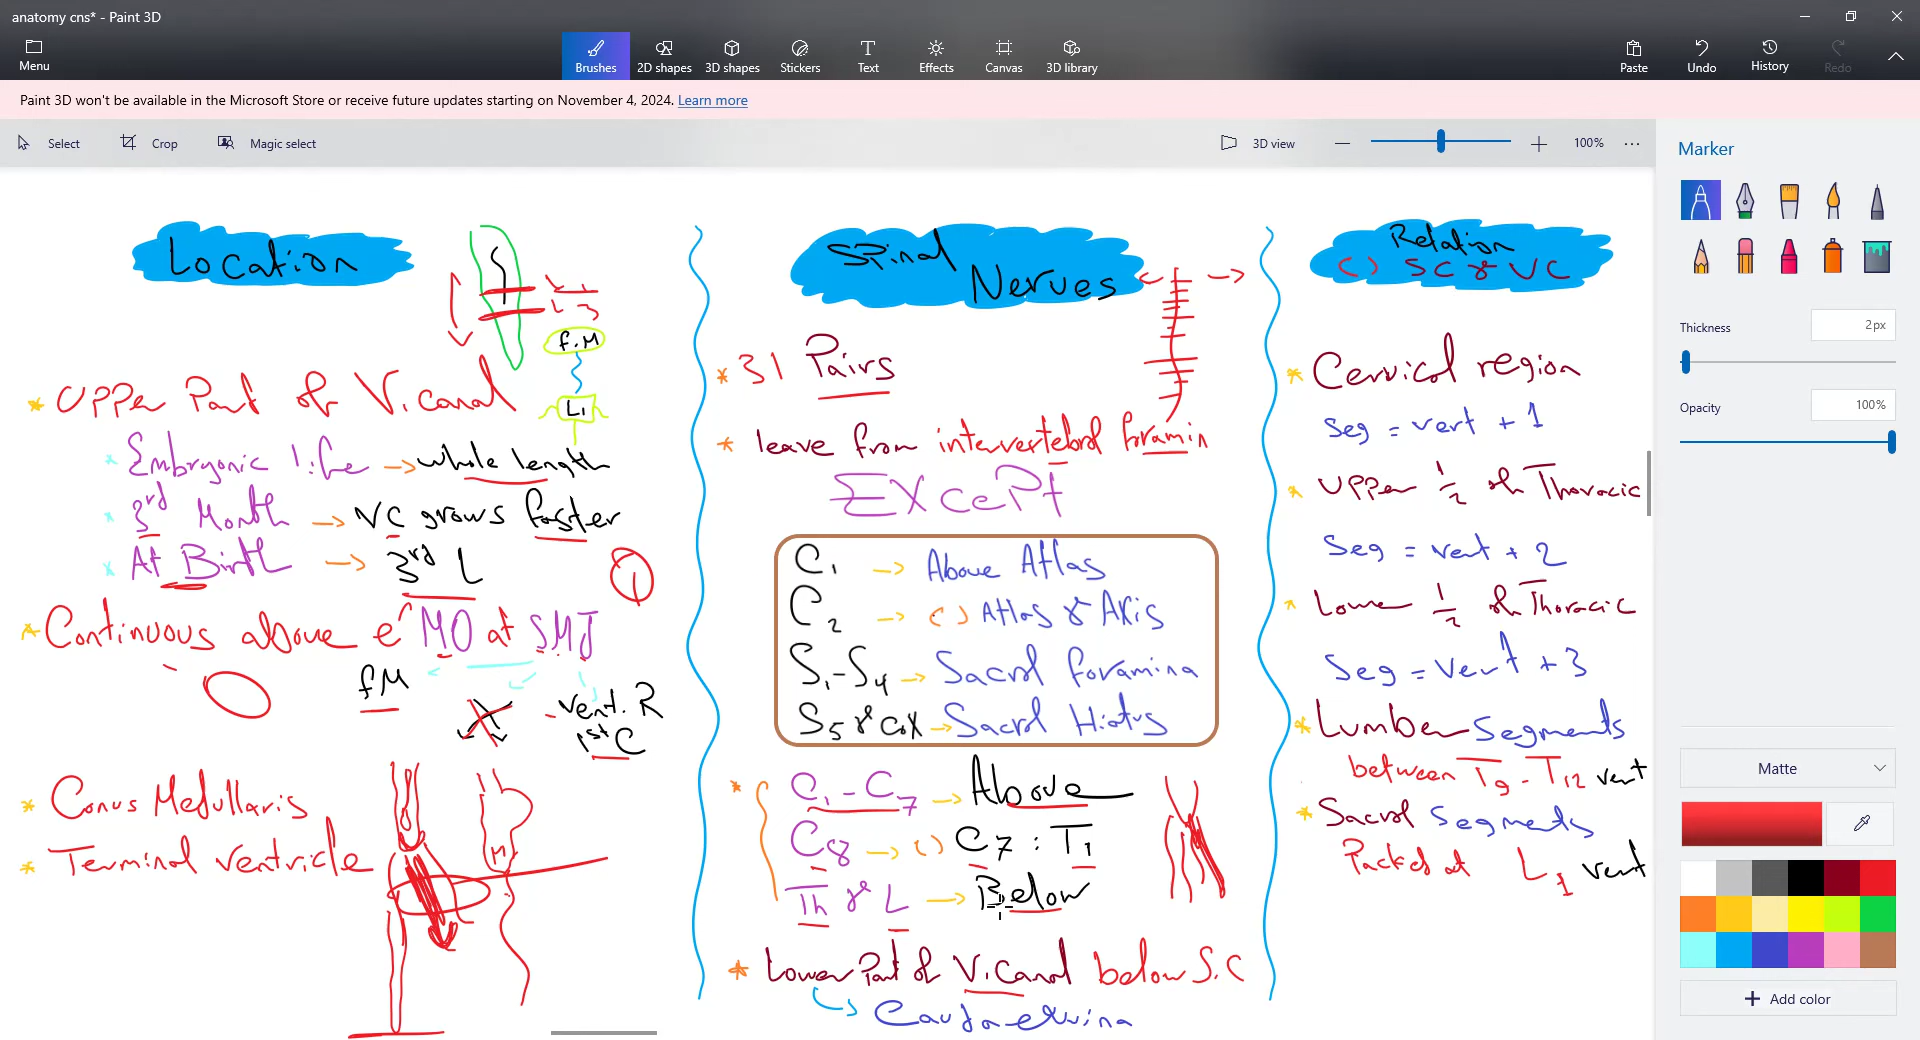 anatomy cns* - Paint 3D
Menu
Brushes
2D shapes
3D shapes
Stickers
Text
Effects
Canvas
3D library
Paste
Undo
History
Redo
Paint 3D won't be available in the Microsoft Store or receive future updates starting on November 4, 2024. Learn more
Select
Crop
Magic select
3D view
100%
Location
L1
L3
f.M
L1
* Upper Part of V.canal
Embryonic life → whole length
3rd Month → VC grows faster
At Birth → 3rd L
1
Continuous above c MO at SMJ
fM
vent. R
1st C
* Conus Medullaris
* Terminal ventricle
M
Spinal
Nerves
* 31 Pairs
* leave from intervertebral foramin
Except
C1 → Above Atlas
C2 → () Atlas & Axis
S1-S4 → Sacral foramina
S5 & cox → Sacral Hiatus
* C1-C7 → Above
C8 → () C7 : T1
Th & L → Below
* Lower Part of V.Canal below S.C
Cauda equina
Relation
() SC & VC
* Cervical region
Seg = vert + 1
* Upper 1/2 of Thoracic
Seg = vert + 2
* Lower 1/2 of Thoracic
Seg = vert + 3
* Lumber Segments
between T9 - T12 vert
* Sacral Segments
Packed at L1 vert
Marker
Thickness
2px
Opacity
100%
Matte
+ Add color